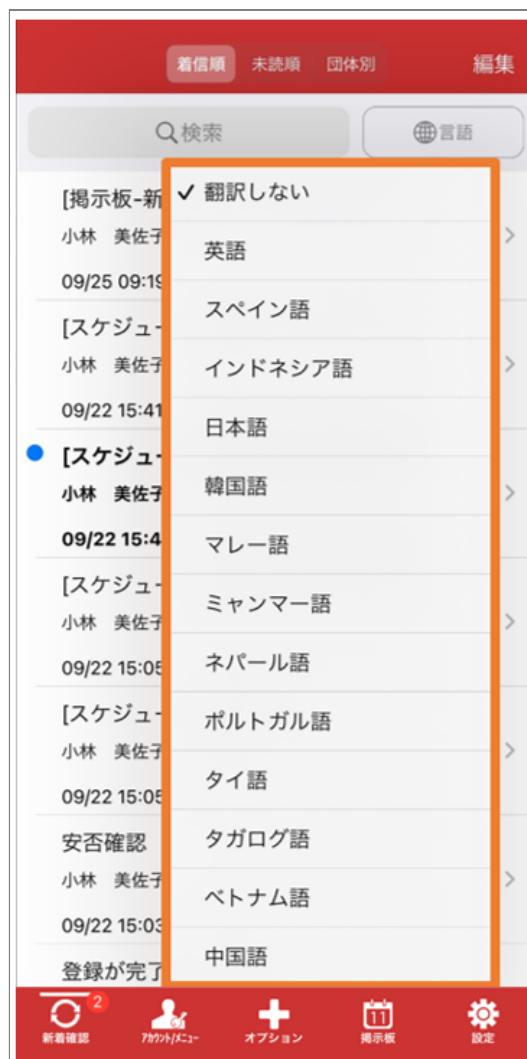 着信順 未読順 団体別 編集
検索 言語
[掲示板-新
小林 美佐子
09/25 09:19
[スケジュー
小林 美佐子
09/22 15:41
[スケジュー
小林 美佐子
09/22 15:4
[スケジュー
小林 美佐子
09/22 15:05
[スケジュー
小林 美佐子
09/22 15:05
安否確認
小林 美佐子
09/22 15:03
登録が完了
✓ 翻訳しない
英語
スペイン語
インドネシア語
日本語
韓国語
マレー語
ミャンマー語
ネパール語
ポルトガル語
タイ語
タガログ語
ベトナム語
中国語
2 11
新着確認 アカウント/メニュー オプション 掲示板 設定